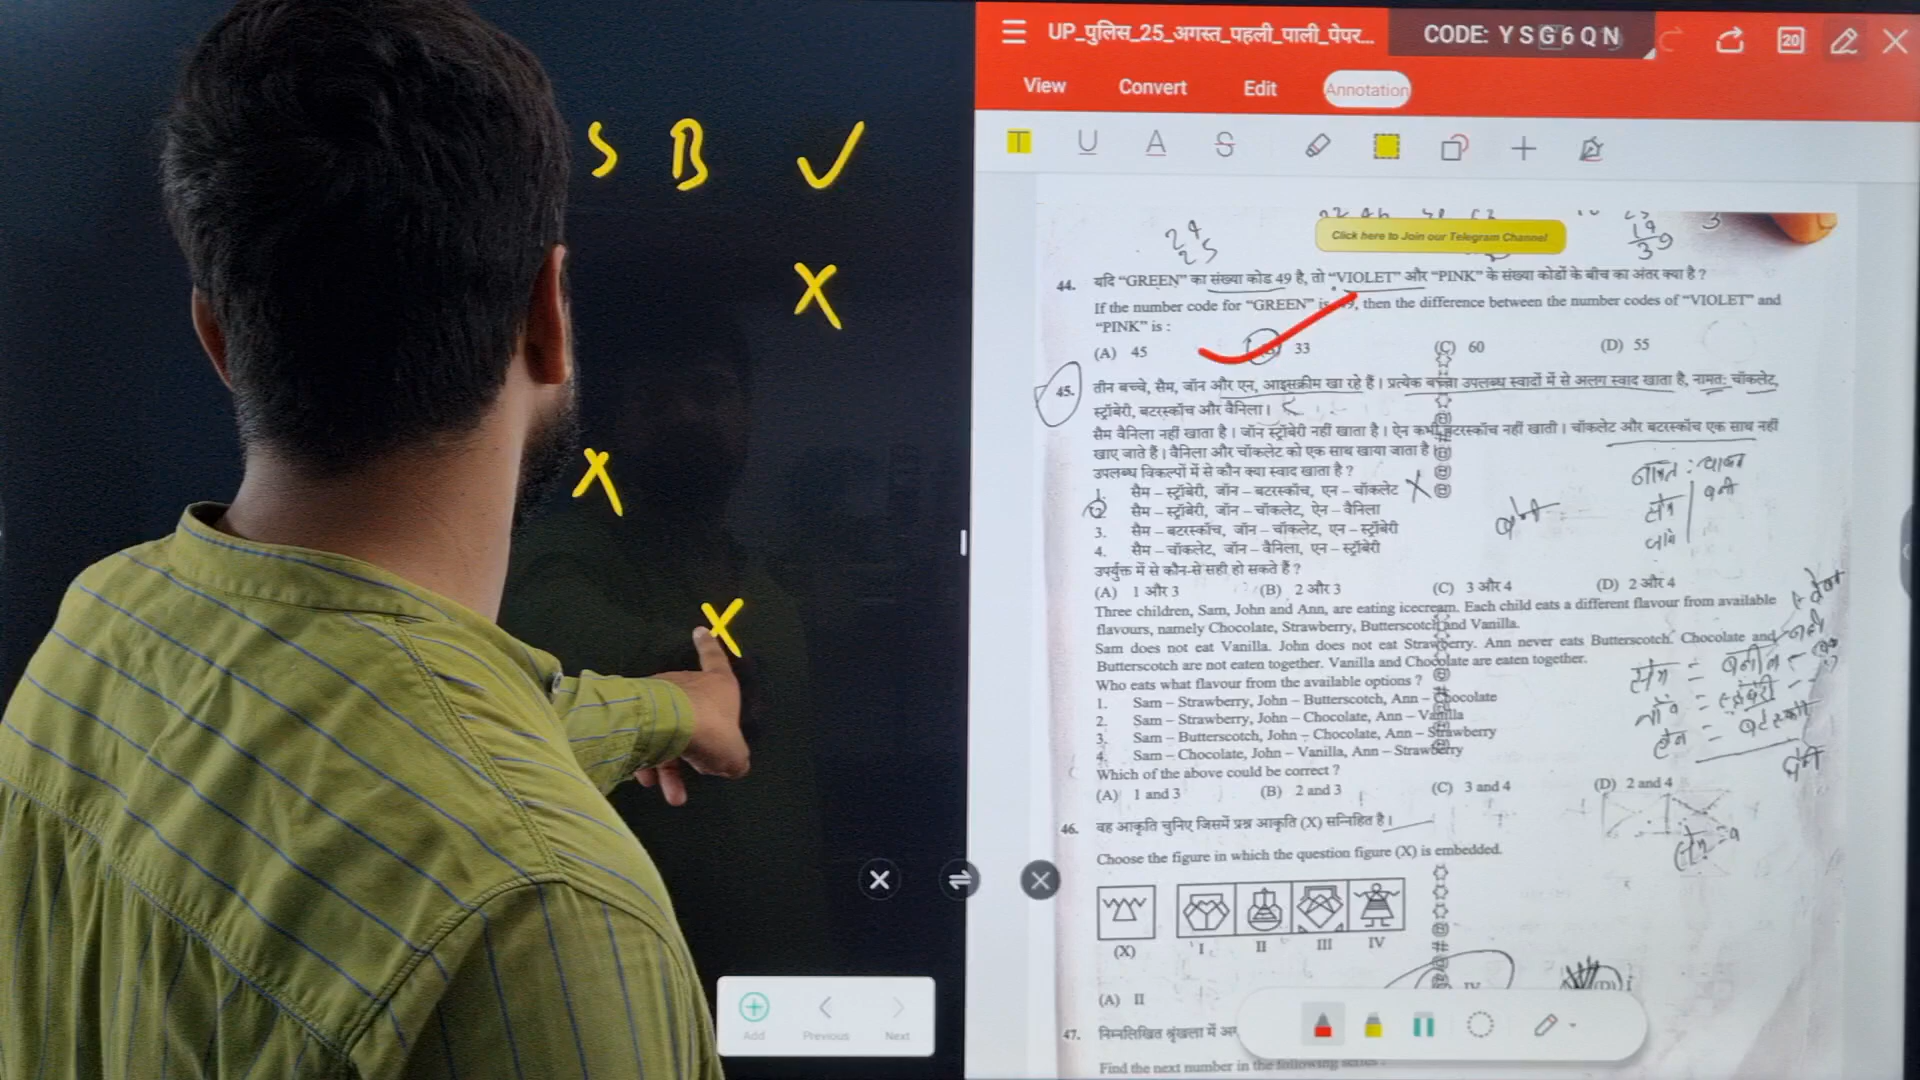 S B ✓
X
X
X
Add Previous Next
UP_पुलिस_25_अगस्त_पहली_पाली_पेपर...
CODE: Y S G 6 Q N
20
View Convert Edit Annotation
T U A S
Click here to Join our Telegram Channel
44. यदि “GREEN” का संख्या कोड 49 है, तो “VIOLET” और “PINK” के संख्या कोडों के बीच का अंतर क्या है ?
If the number code for “GREEN” is 49, then the difference between the number codes of “VIOLET” and
“PINK” is :
(A) 45 33 (C) 60 (D) 55
45. तीन बच्चे, सैम, जॉन और एन, आइसक्रीम खा रहे हैं । प्रत्येक बच्चा उपलब्ध स्वादों में से अलग स्वाद खाता है, नामत: चॉकलेट,
स्ट्रॉबेरी, बटरस्कॉच और वैनिला ।
सैम वैनिला नहीं खाता है । जॉन स्ट्रॉबेरी नहीं खाता है । ऐन कभी बटरस्कॉच नहीं खाती । चॉकलेट और बटरस्कॉच एक साथ नहीं
खाए जाते हैं । वैनिला और चॉकलेट को एक साथ खाया जाता है ।
उपलब्ध विकल्पों में से कौन क्या स्वाद खाता है ?
1. सैम – स्ट्रॉबेरी, जॉन – बटरस्कॉच, एन – चॉकलेट
2 सैम – स्ट्रॉबेरी, जॉन – चॉकलेट, ऐन – वैनिला
3. सैम – बटरस्कॉच, जॉन – चॉकलेट, एन – स्ट्रॉबेरी
4. सैम – चॉकलेट, जॉन – वैनिला, एन – स्ट्रॉबेरी
उपर्युक्त में से कौन-से सही हो सकते हैं ?
(A) 1 और 3 (B) 2 और 3 (C) 3 और 4 (D) 2 और 4
Three children, Sam, John and Ann, are eating icecream. Each child eats a different flavour from available
flavours, namely Chocolate, Strawberry, Butterscotch and Vanilla.
Sam does not eat Vanilla. John does not eat Strawberry. Ann never eats Butterscotch. Chocolate and
Butterscotch are not eaten together. Vanilla and Chocolate are eaten together.
Who eats what flavour from the available options ?
1. Sam – Strawberry, John – Butterscotch, Ann – Chocolate
2. Sam – Strawberry, John – Chocolate, Ann – Vanilla
3. Sam – Butterscotch, John – Chocolate, Ann – Strawberry
4. Sam – Chocolate, John – Vanilla, Ann – Strawberry
Which of the above could be correct ?
(A) 1 and 3 (B) 2 and 3 (C) 3 and 4 (D) 2 and 4
46. वह आकृति चुनिए जिसमें प्रश्न आकृति (X) सन्निहित है ।
Choose the figure in which the question figure (X) is embedded.
(X) I II III IV
(A) II IV (D) I
47. निम्नलिखित श्रृंखला में
Find the next number in the following series :